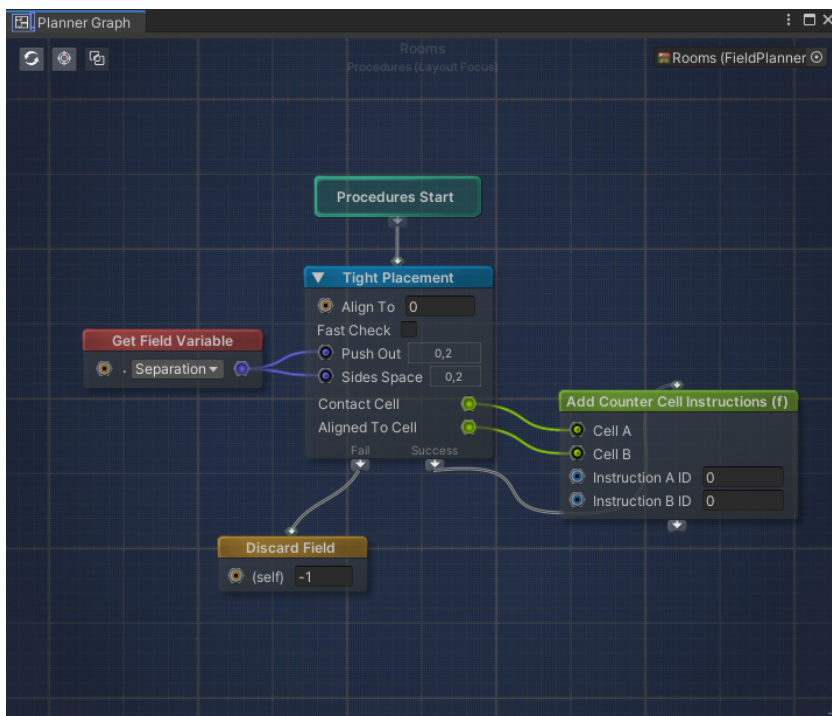 Planner Graph
Rooms
Procedures (Layout Focus)
Rooms (FieldPlanner
Procedures Start
Tight Placement
Align To 0
Fast Check
Get Field Variable
. Separation
Push Out 0,2
Sides Space 0,2
Contact Cell
Aligned To Cell
Fail Success
Add Counter Cell Instructions (f)
Cell A
Cell B
Instruction A ID 0
Instruction B ID 0
Discard Field
(self) -1